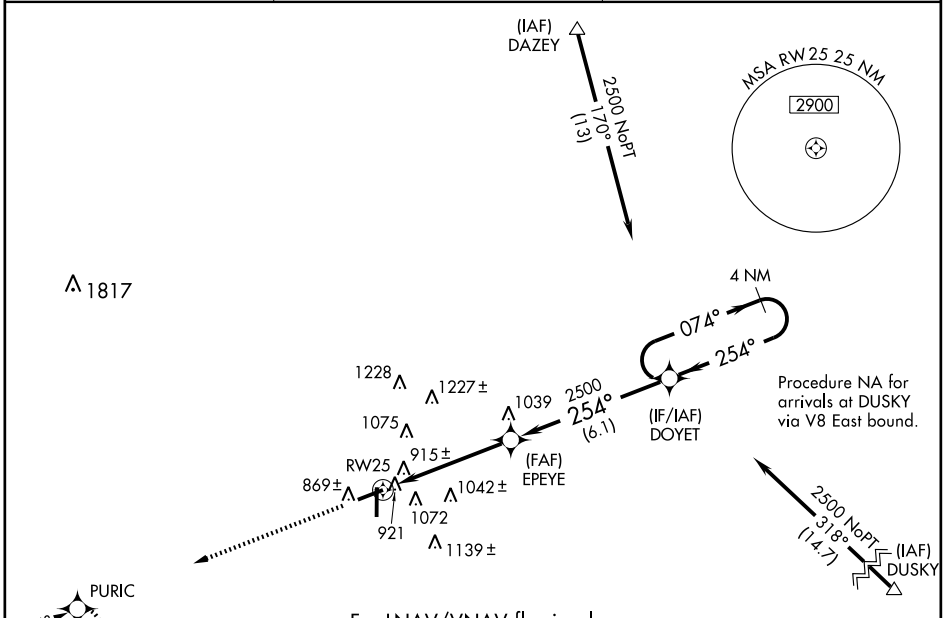 (IAF)
DAZEY
2500 NoPT
170°
(13)
MSA RW25 25 NM
2900
1817
4 NM
074°
254°
Procedure NA for
arrivals at DUSKY
via V8 East bound.
(IF/IAF)
DOYET
2500
254°
(6.1)
1228
1227±
1039
1075
915±
(FAF)
EPEYE
RW25
869±
1042±
1072
921
1139±
2500 NoPT
318°
(14.7)
(IAF)
DUSKY
PURIC